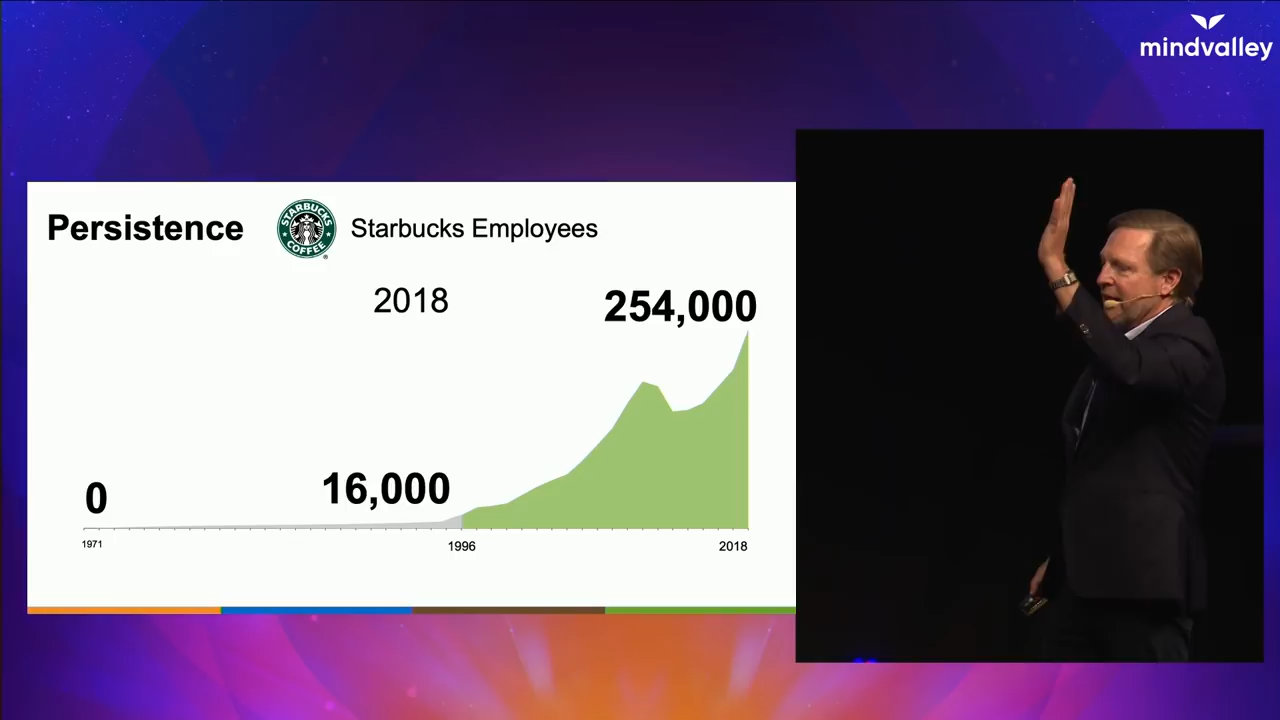 mindvalley
Persistence
STARBUCKS
COFFEE
Starbucks Employees
2018
254,000
16,000
0
1971
1996
2018